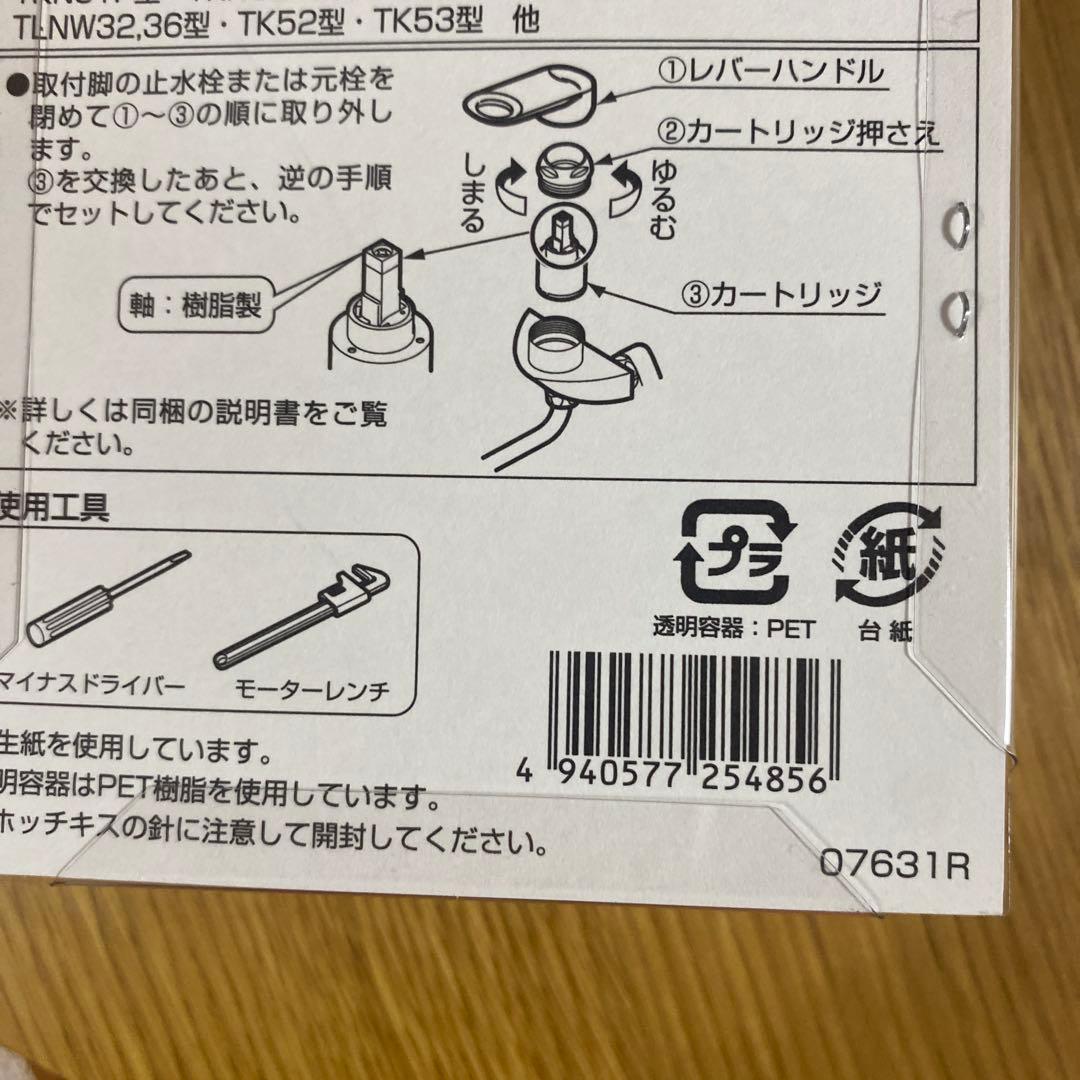 TLNW32,36型・TK52型・TK53型 他
●取付脚の止水栓または元栓を
閉めて①～③の順に取り外し
ます。
③を交換したあと、逆の手順
でセットしてください。
①レバーハンドル
②カートリッジ押さえ
しまる
ゆるむ
③カートリッジ
軸：樹脂製
※詳しくは同梱の説明書をご覧
ください。
使用工具
マイナスドライバー
モーターレンチ
プラ
紙
透明容器：PET
台紙
生紙を使用しています。
明容器はPET樹脂を使用しています。
ホッチキスの針に注意して開封してください。
4 940577 254856
07631R